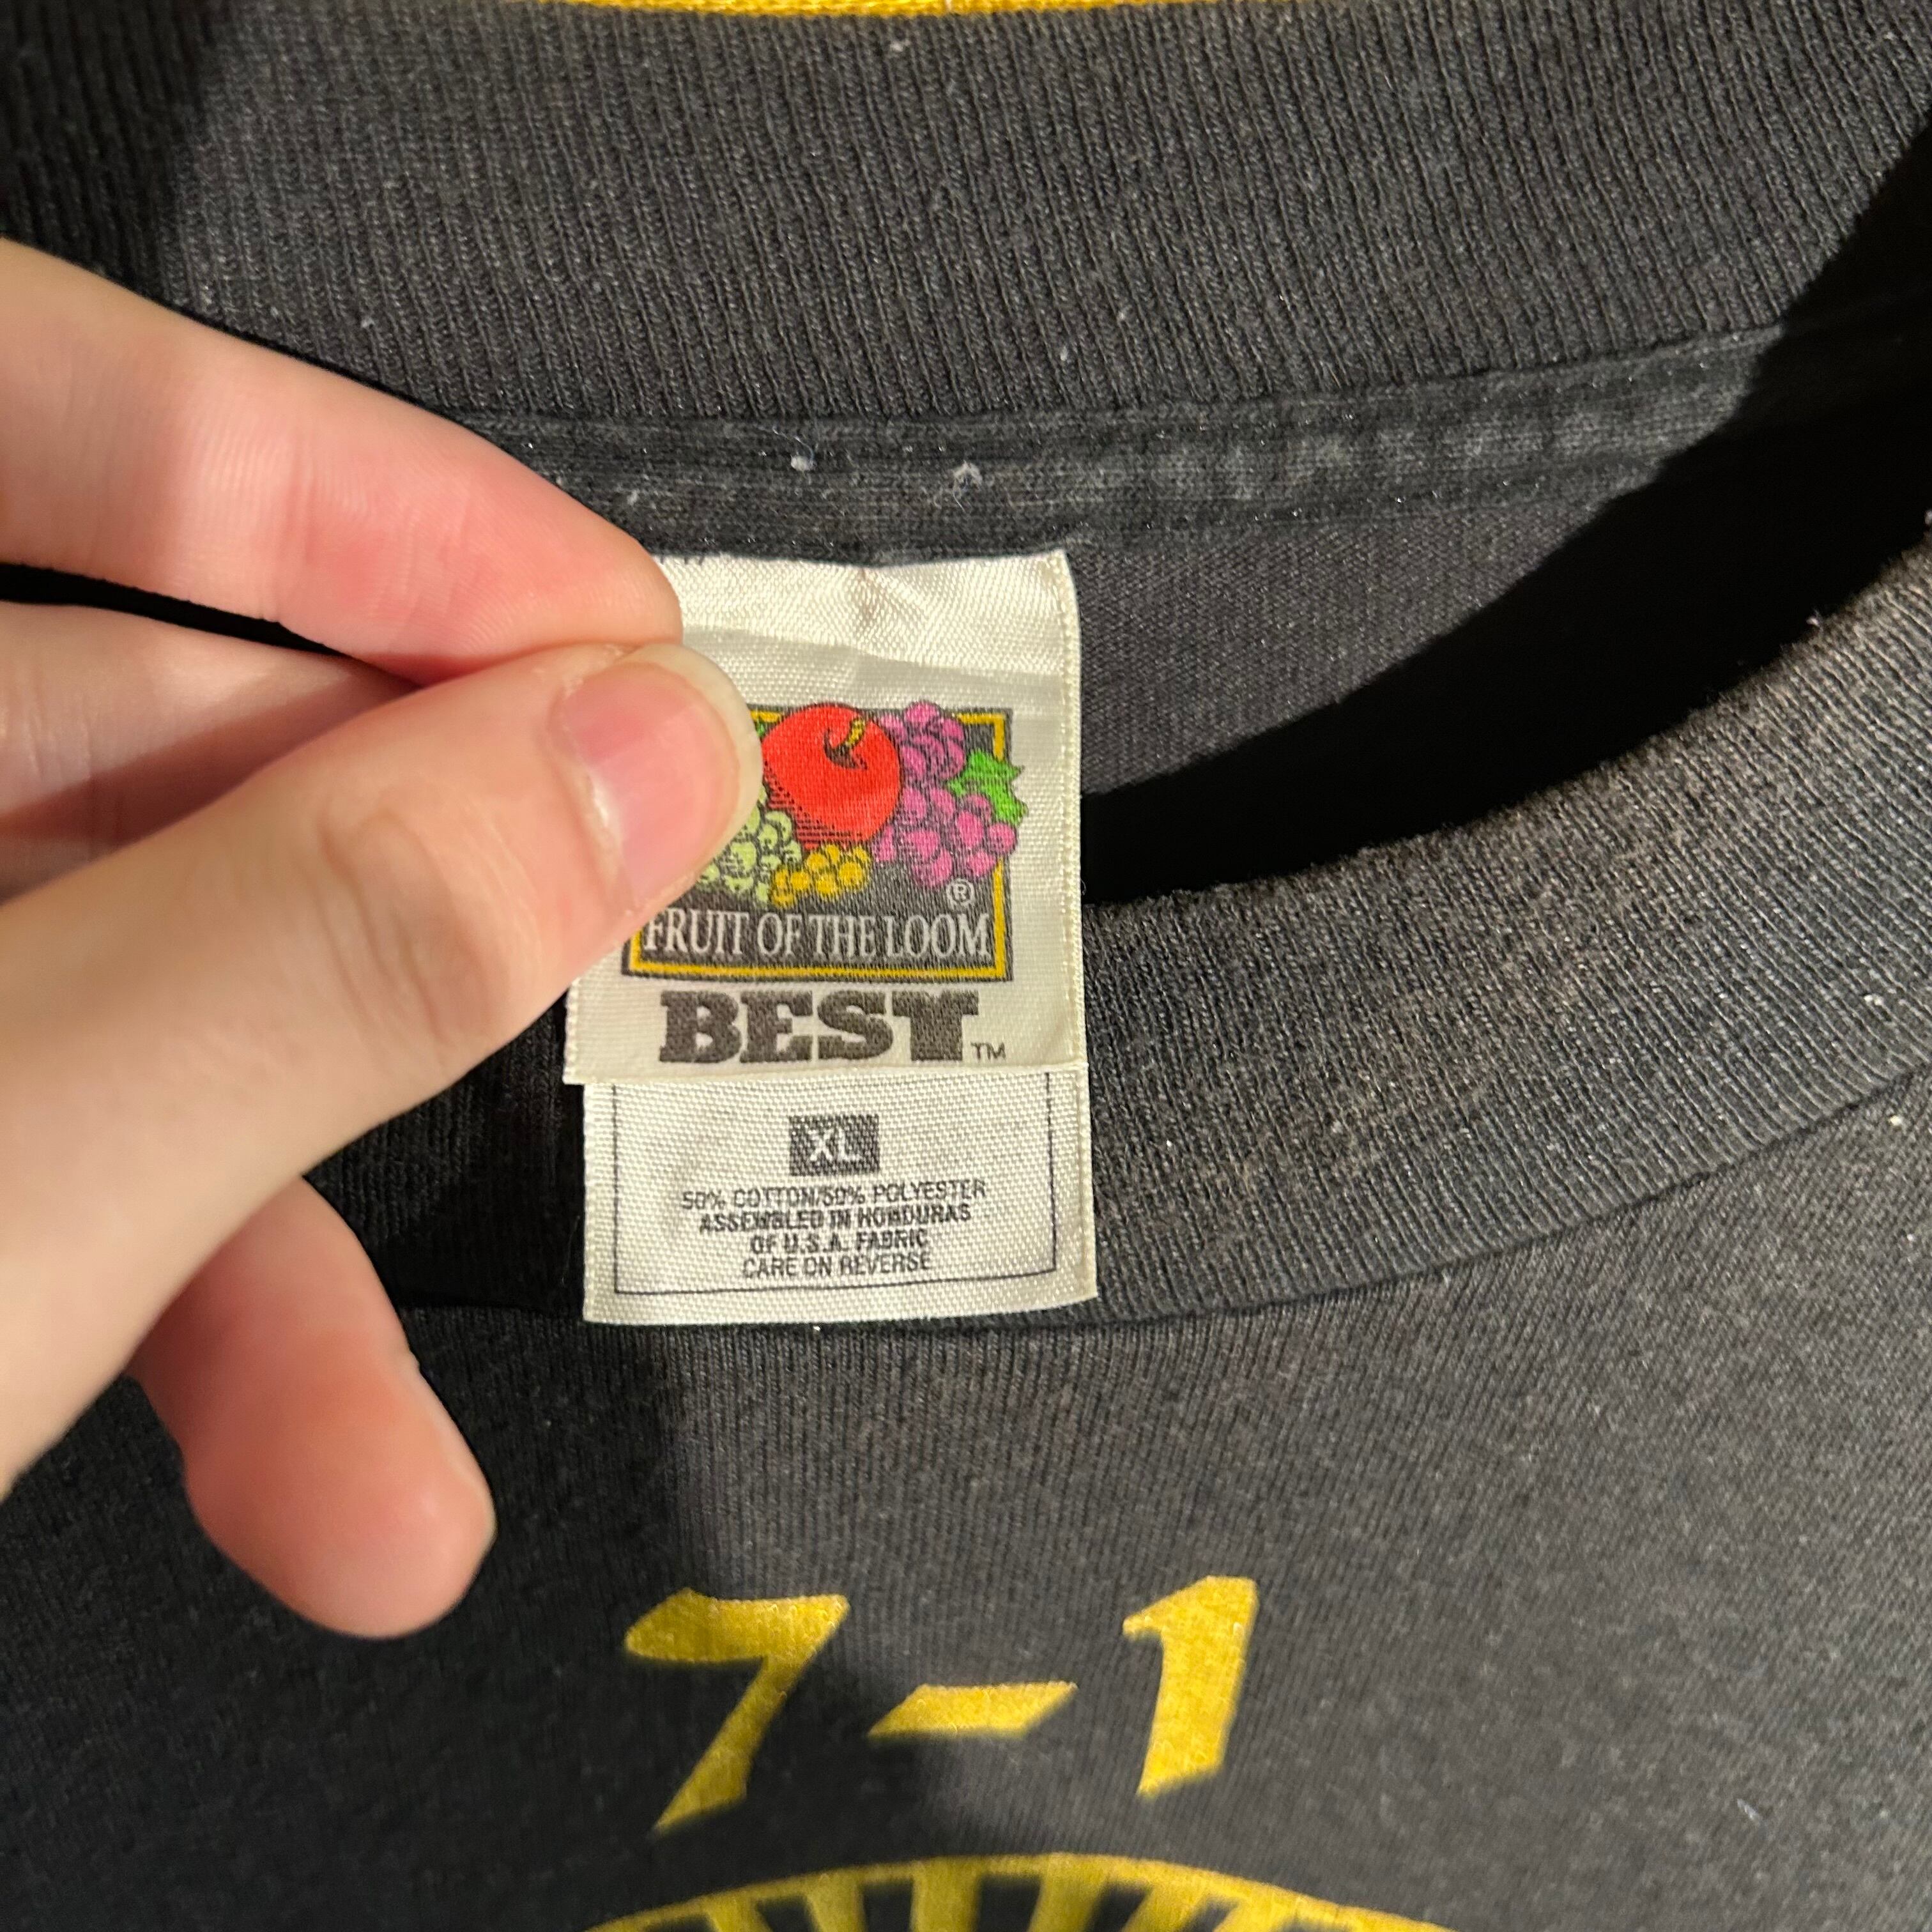 ®
FRUIT OF THE LOOM
BEST™
XL
50% COTTON/50% POLYESTER
ASSEMBLED IN HONDURAS
OF U.S.A. FABRIC
CARE ON REVERSE
7-1